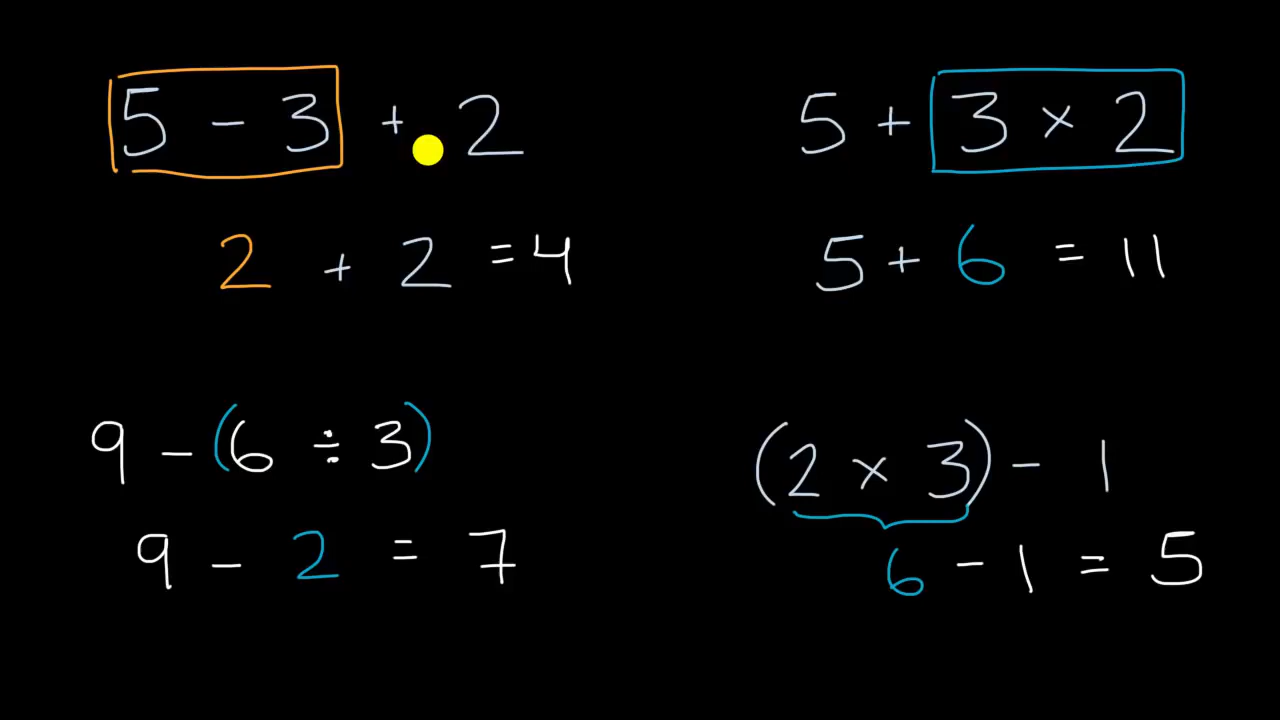 5 - 3 + 2
2 + 2 = 4
5 + 3 × 2
5 + 6 = 11
9 - (6 ÷ 3)
9 - 2 = 7
(2 × 3) - 1
6 - 1 = 5